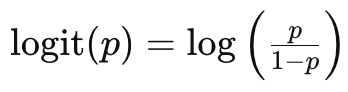 logit(p) = log(p/(1−p))